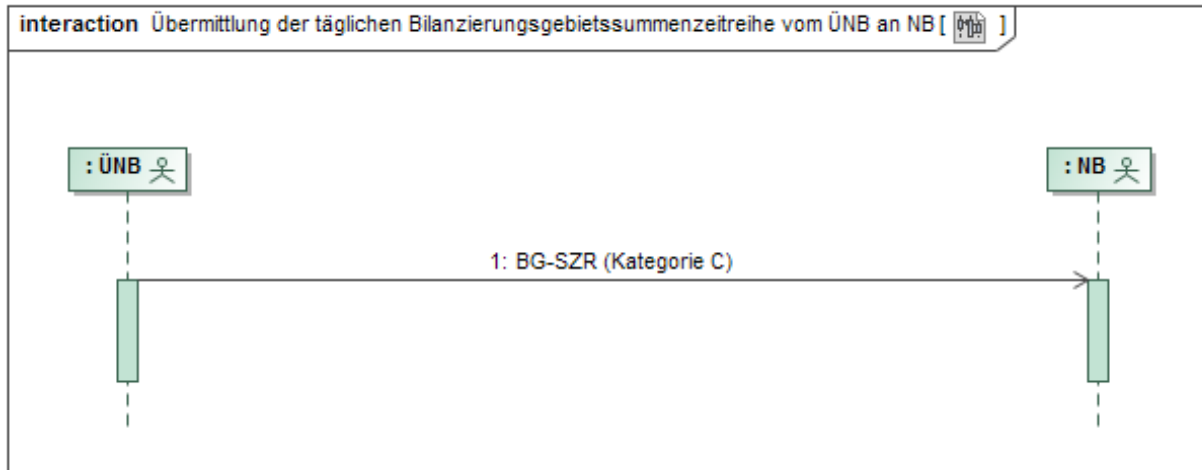 interaction Übermittlung der täglichen Bilanzierungsgebietssummenzeitreihe vom ÜNB an NB [ ]
: ÜNB
: NB
1: BG-SZR (Kategorie C)